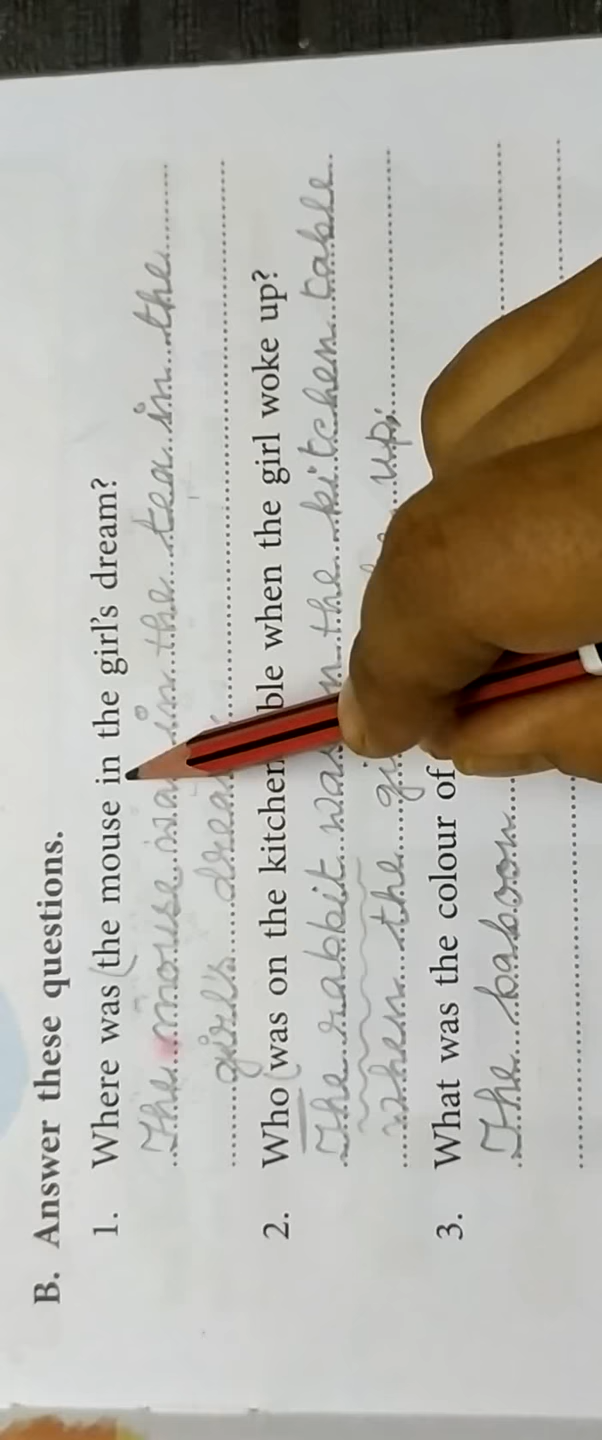 B. Answer these questions.
1. Where was the mouse in the girl's dream?
The mouse was in the tea in the
girl's
2. Who was on the kitchen ble when the girl woke up?
The rabbit was the kitchen table
when the up.
3. What was the colour of
The baboon